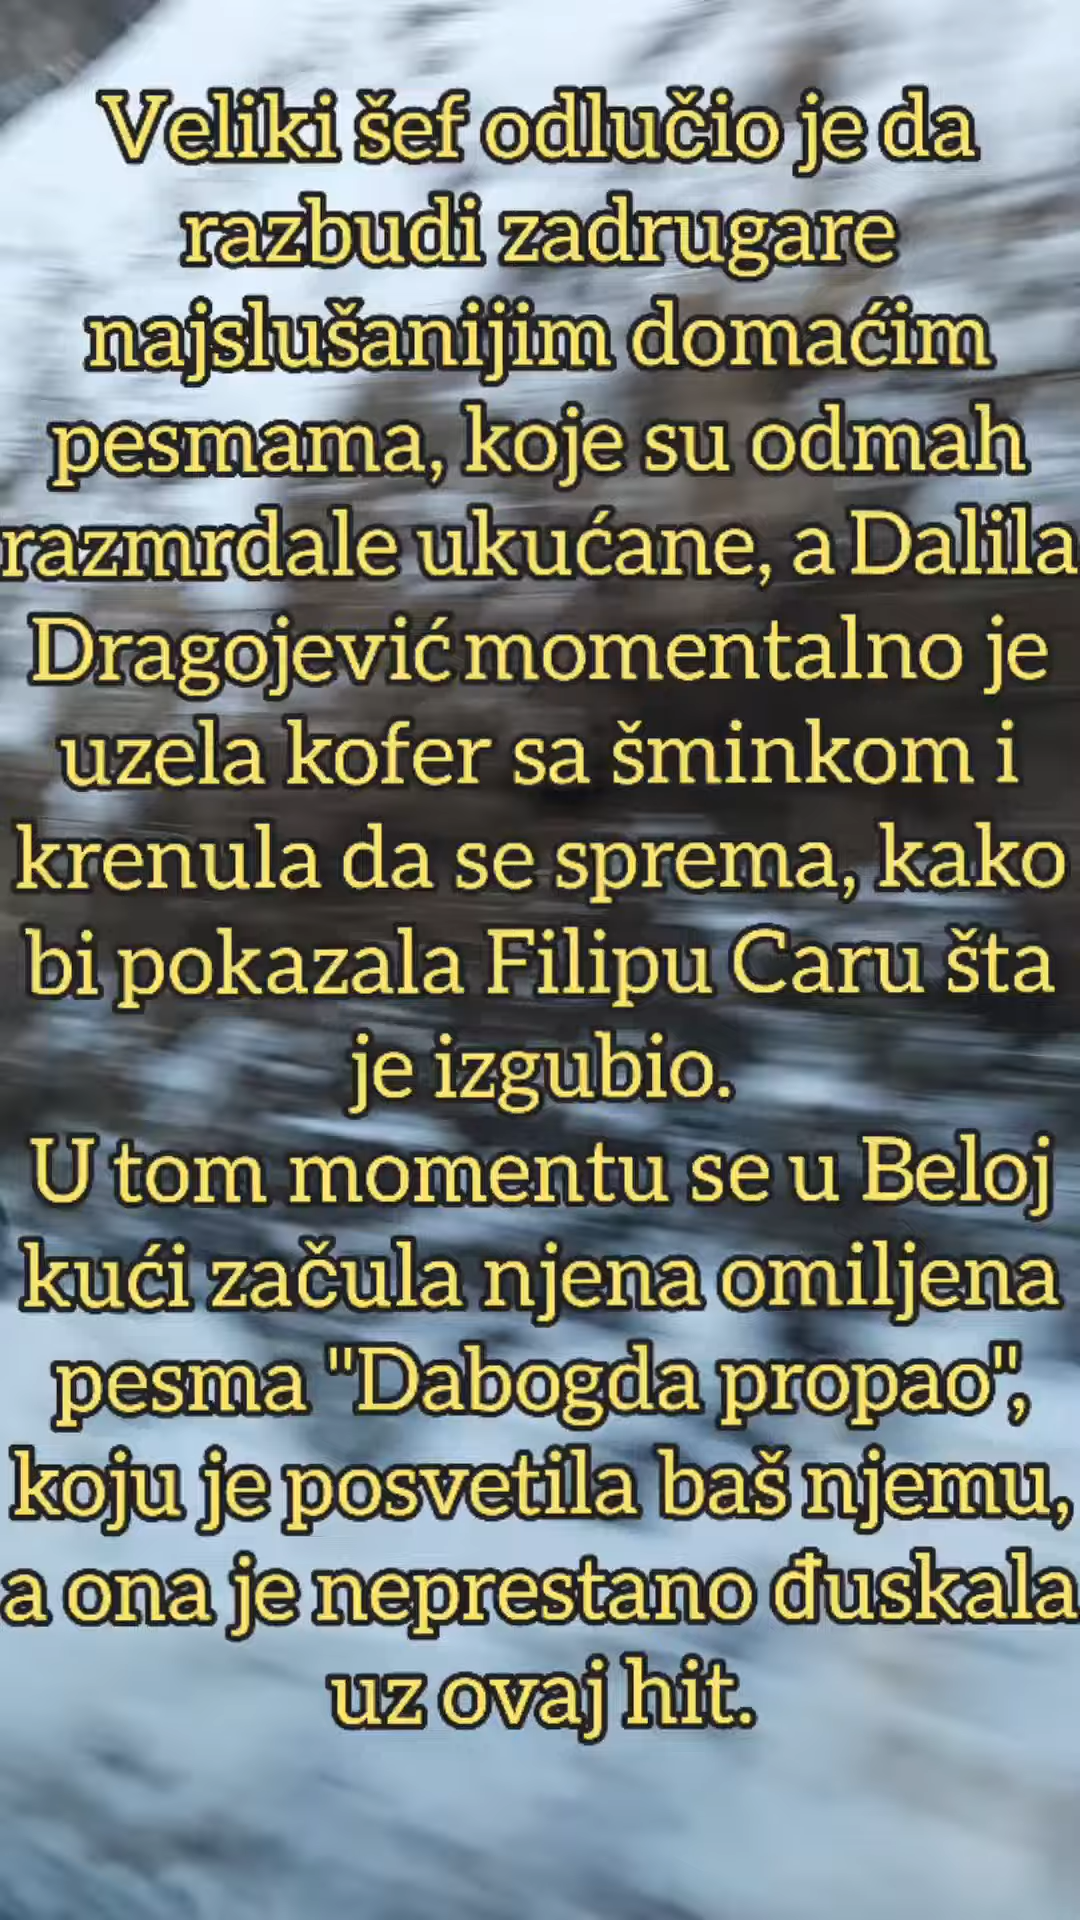 Veliki šef odlučio je da
razbudi zadrugare
najslušanijim domaćim
pesmama, koje su odmah
razmrdale ukućane, a Dalila
Dragojević momentalno je
uzela kofer sa šminkom i
krenula da se sprema, kako
bi pokazala Filipu Caru šta
je izgubio.
U tom momentu se u Beloj
kući začula njena omiljena
pesma "Dabogda propao",
koju je posvetila baš njemu,
a ona je neprestano đuskala
uz ovaj hit.